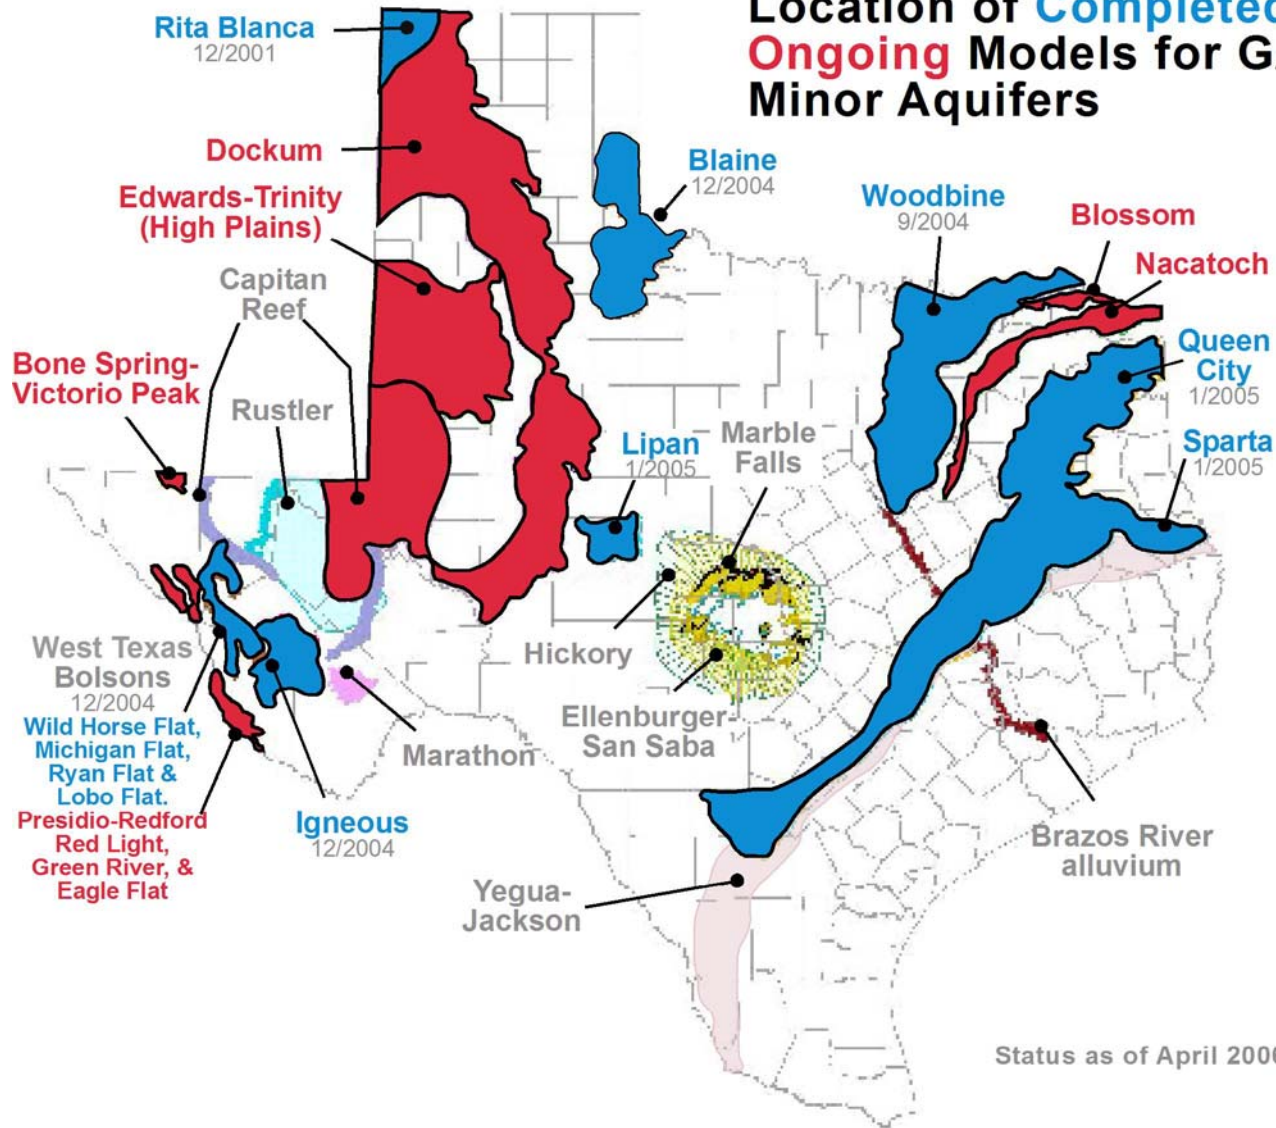 Location of Completed
Ongoing Models for G
Minor Aquifers
Rita Blanca
12/2001
Dockum
Edwards-Trinity
(High Plains)
Capitan
Reef
Bone Spring-
Victorio Peak
Rustler
Blaine
12/2004
Woodbine
9/2004
Blossom
Nacatoch
Queen
City
1/2005
Sparta
1/2005
Lipan
1/2005
Marble
Falls
Hickory
Ellenburger-
San Saba
West Texas
Bolsons
12/2004
Wild Horse Flat,
Michigan Flat,
Ryan Flat &
Lobo Flat.
Presidio-Redford
Red Light,
Green River, &
Eagle Flat
Igneous
12/2004
Marathon
Yegua-
Jackson
Brazos River
alluvium
Status as of April 200